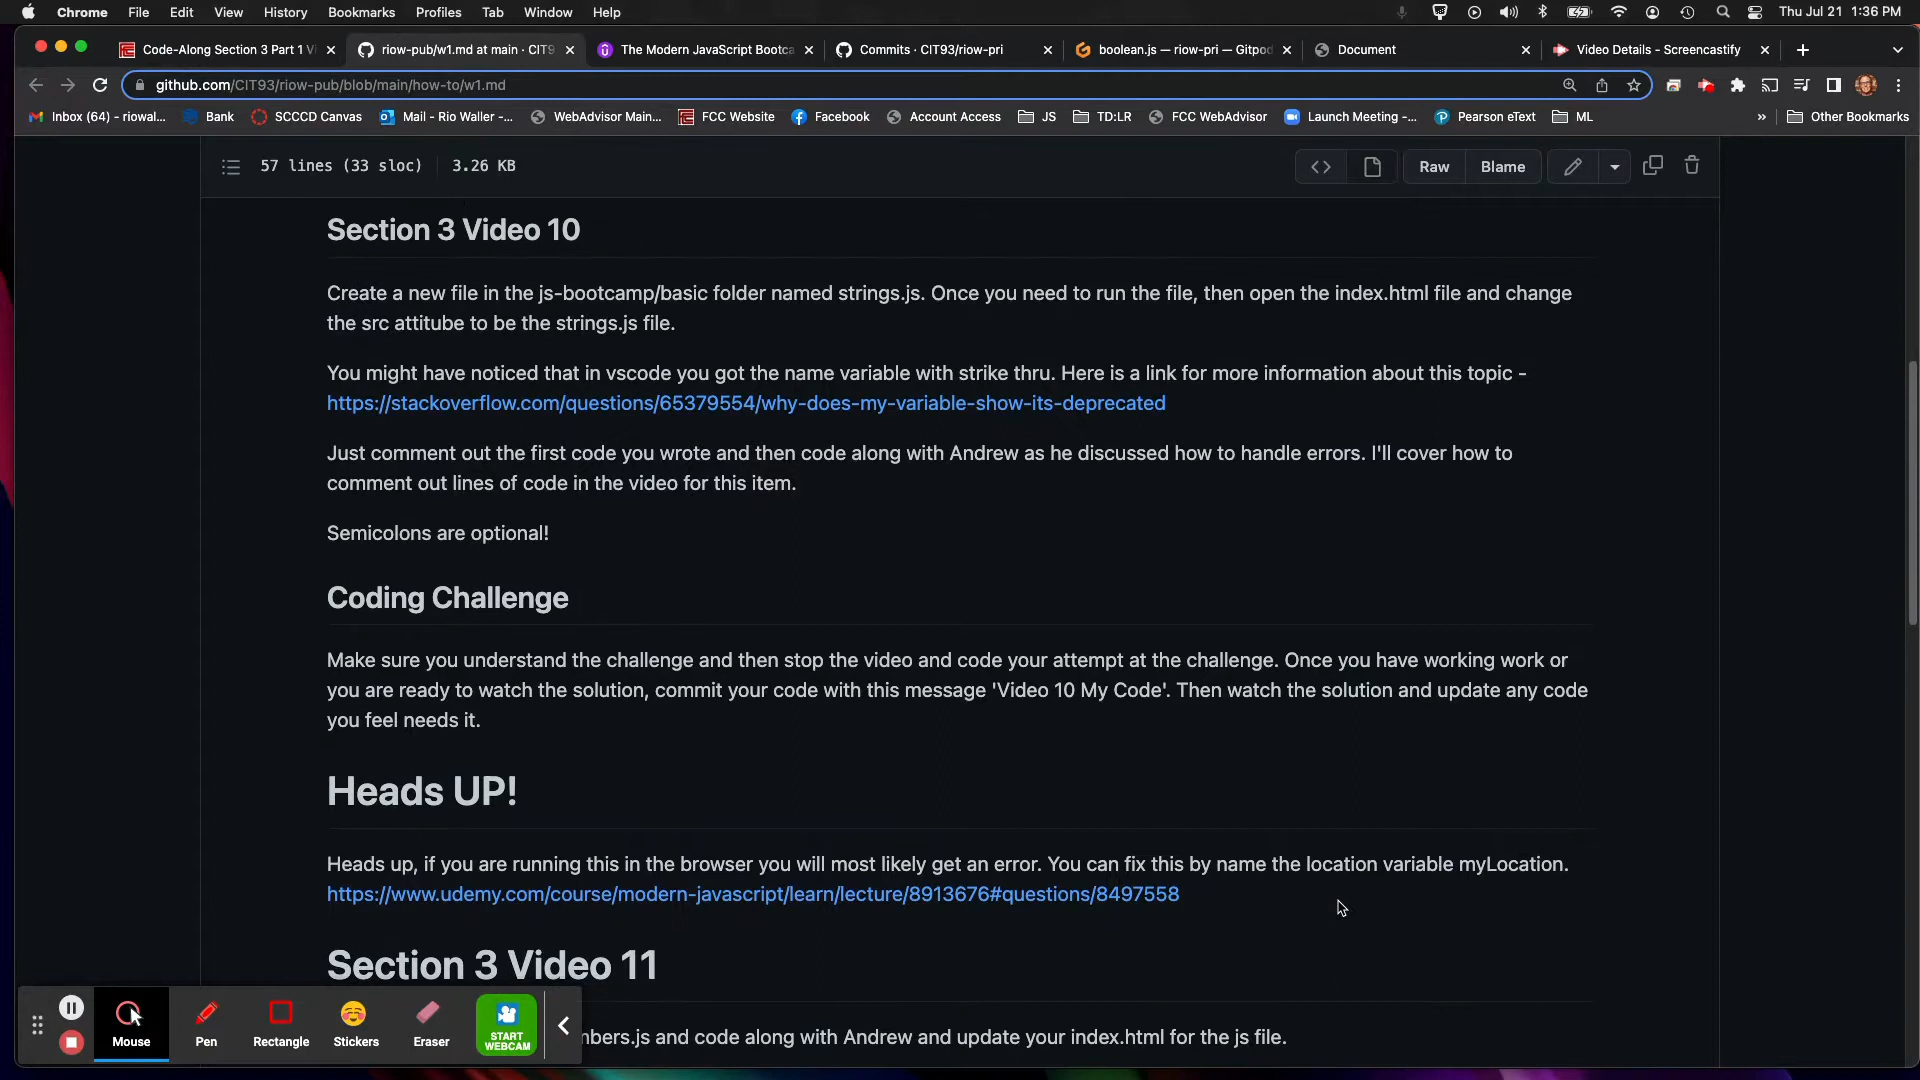 Chrome File Edit View History Bookmarks Profiles Tab Window Help Thu Jul 21 1:36 PM
Code-Along Section 3 Part 1 Vi riow-pub/w1.md at main · CIT9 The Modern JavaScript Bootca Commits · CIT93/riow-pri boolean.js — riow-pri — Gitpod Document Video Details - Screencastify
github.com/CIT93/riow-pub/blob/main/how-to/w1.md
Inbox (64) - riowal... Bank SCCCD Canvas Mail - Rio Waller -... WebAdvisor Main... FCC Website Facebook Account Access JS TD:LR FCC WebAdvisor Launch Meeting -... Pearson eText ML » Other Bookmarks
57 lines (33 sloc) 3.26 KB <> Raw Blame
Section 3 Video 10
Create a new file in the js-bootcamp/basic folder named strings.js. Once you need to run the file, then open the index.html file and change
the src attitube to be the strings.js file.
You might have noticed that in vscode you got the name variable with strike thru. Here is a link for more information about this topic -
https://stackoverflow.com/questions/65379554/why-does-my-variable-show-its-deprecated
Just comment out the first code you wrote and then code along with Andrew as he discussed how to handle errors. I'll cover how to
comment out lines of code in the video for this item.
Semicolons are optional!
Coding Challenge
Make sure you understand the challenge and then stop the video and code your attempt at the challenge. Once you have working work or
you are ready to watch the solution, commit your code with this message 'Video 10 My Code'. Then watch the solution and update any code
you feel needs it.
Heads UP!
Heads up, if you are running this in the browser you will most likely get an error. You can fix this by name the location variable myLocation.
https://www.udemy.com/course/modern-javascript/learn/lecture/8913676#questions/8497558
Section 3 Video 11
nbers.js and code along with Andrew and update your index.html for the js file.
Mouse Pen Rectangle Stickers Eraser START WEBCAM